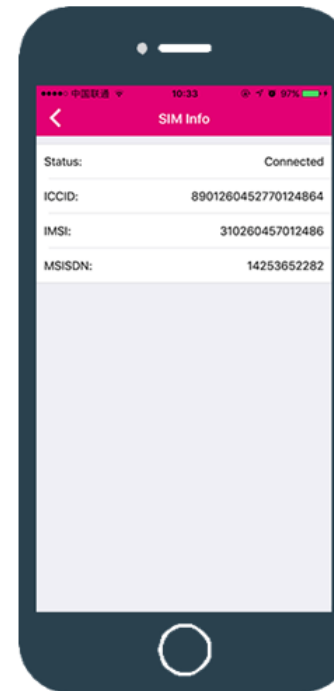 中国联通 10:33 97%
SIM Info
Status: Connected
ICCID: 8901260452770124864
IMSI: 310260457012486
MSISDN: 14253652282